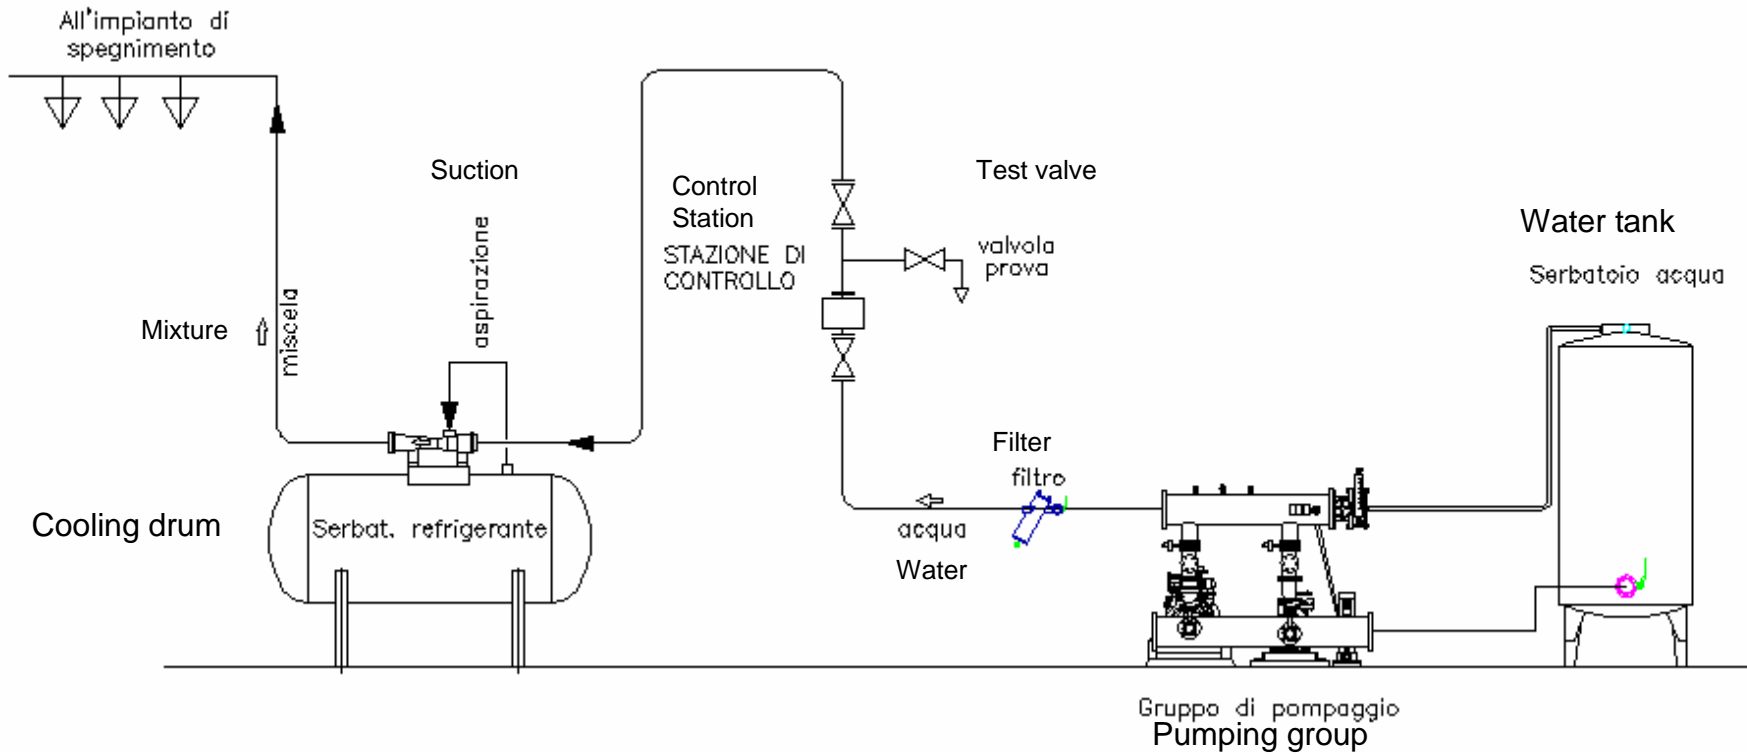 All'impianto di
spegnimento
Suction
aspirazione
Mixture
miscela
Control
Station
STAZIONE DI
CONTROLLO
Test valve
valvola
prova
Water tank
Serbatoio acqua
Filter
filtro
acqua
Water
Cooling drum
Serbat. refrigerante
Gruppo di pompaggio
Pumping group